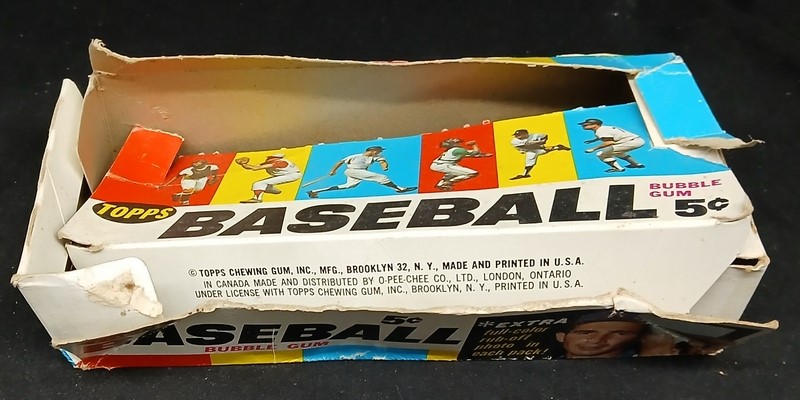 TOPPS
BASEBALL
BUBBLE
GUM
5¢
© TOPPS CHEWING GUM, INC., MFG., BROOKLYN 32, N. Y., MADE AND PRINTED IN U.S.A.
IN CANADA MADE AND DISTRIBUTED BY O-PEE-CHEE CO., LTD., LONDON, ONTARIO
UNDER LICENSE WITH TOPPS CHEWING GUM, INC., BROOKLYN, N.Y., PRINTED IN U.S.A.
5¢
ASEBALL
BUBBLE GUM
*EXTRA
full-color
rub-off
photo in
each pack!